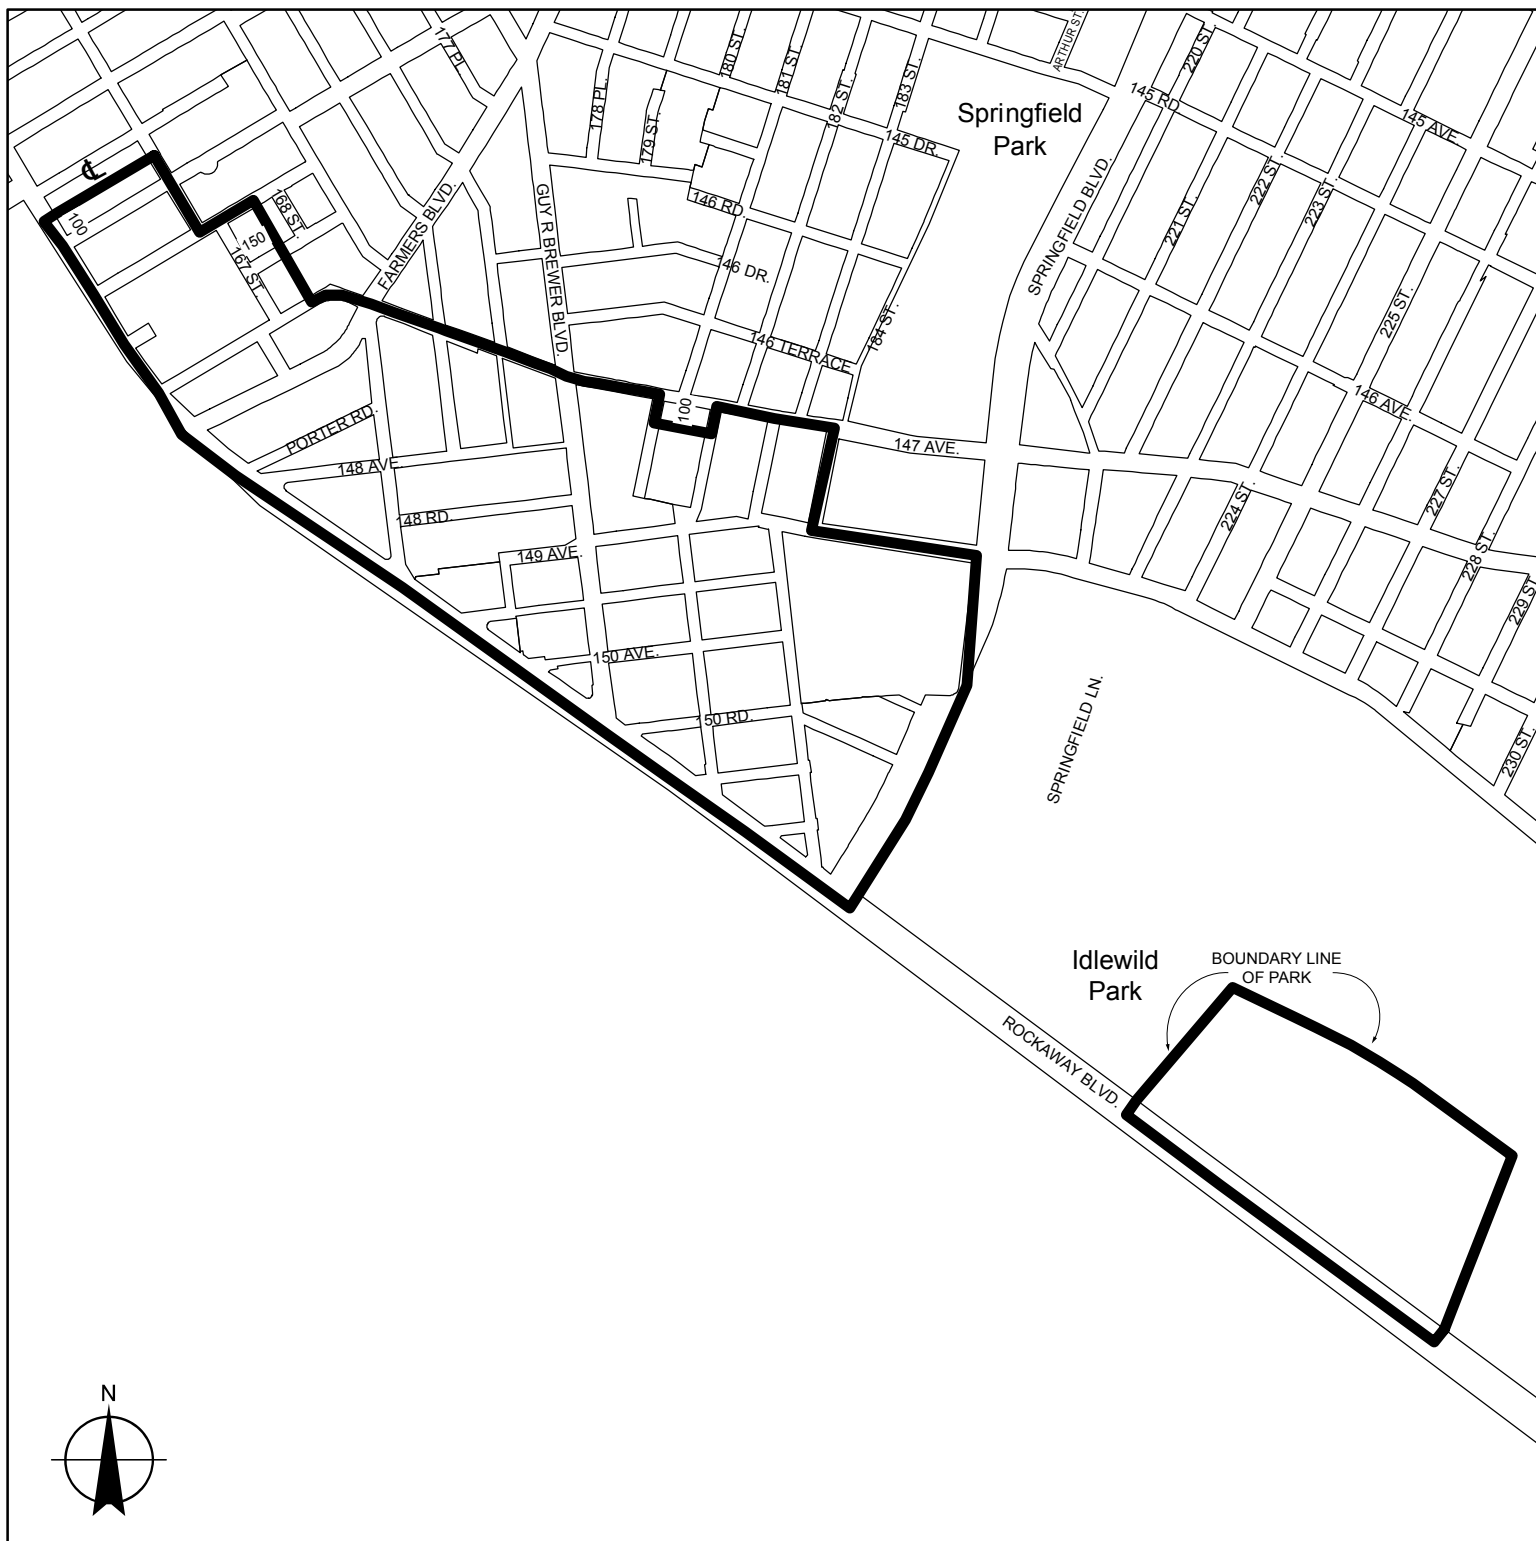 177 PL.
180 ST.
181 ST.
182 ST.
183 ST.
ARTHUR ST.
220 ST.
178 PL.
179 ST.
Springfield
Park
145 RD.
145 AVE.
145 DR.
℄
100
168 ST.
150
167 ST.
FARMERS BLVD.
GUY R BREWER BLVD.
146 RD.
146 DR.
SPRINGFIELD BLVD.
221 ST.
222 ST.
223 ST.
225 ST.
184 ST.
146 TERRACE
146 AVE.
100
PORTER RD.
147 AVE.
148 AVE.
148 RD.
149 AVE.
224 ST.
227 ST.
228 ST.
229 ST.
150 AVE.
150 RD.
SPRINGFIELD LN.
230 ST.
Idlewild
Park
BOUNDARY LINE
OF PARK
ROCKAWAY BLVD.
N